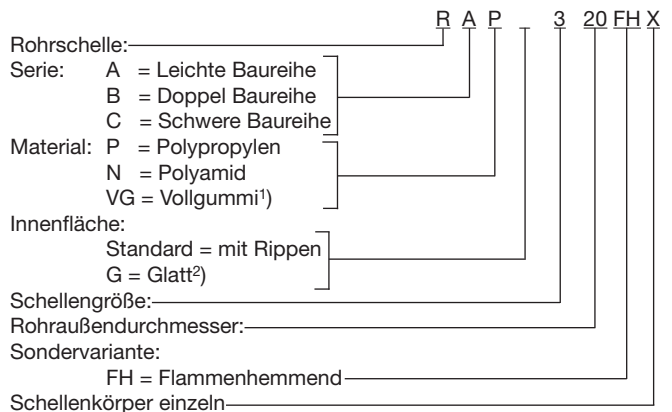 R A P _ 3 20 FH X
Rohrschelle:
Serie: A = Leichte Baureihe
B = Doppel Baureihe
C = Schwere Baureihe
Material: P = Polypropylen
N = Polyamid
VG = Vollgummi¹)
Innenfläche:
Standard = mit Rippen
G = Glatt²)
Schellengröße:
Rohraußendurchmesser:
Sondervariante:
FH = Flammenhemmend
Schellenkörper einzeln